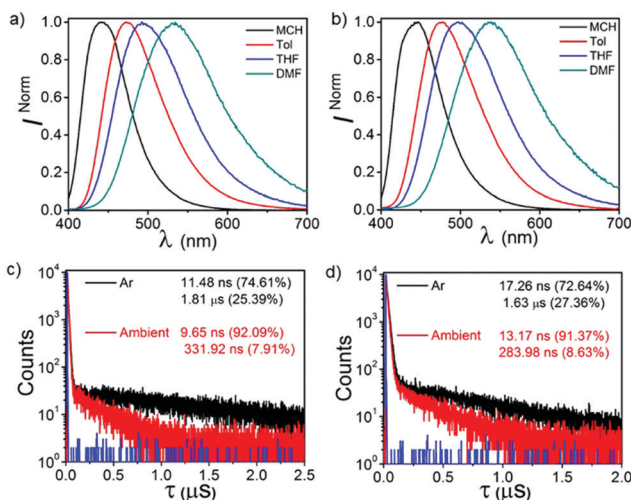 a)
I Norm
1.0
0.8
0.6
0.4
0.2
0.0
400 500 600 700
λ (nm)
MCH
Tol
THF
DMF
b)
I Norm
1.0
0.8
0.6
0.4
0.2
0.0
400 500 600 700
λ (nm)
MCH
Tol
THF
DMF
c)
Counts
10^4
10^3
10^2
10^1
10^0
0.0 0.5 1.0 1.5 2.0 2.5
τ (μs)
Ar 11.48 ns (74.61%)
1.81 μs (25.39%)
Ambient 9.65 ns (92.09%)
331.92 ns (7.91%)
d)
Counts
10^4
10^3
10^2
10^1
10^0
0.0 0.5 1.0 1.5 2.0
τ (μs)
Ar 17.26 ns (72.64%)
1.63 μs (27.36%)
Ambient 13.17 ns (91.37%)
283.98 ns (8.63%)